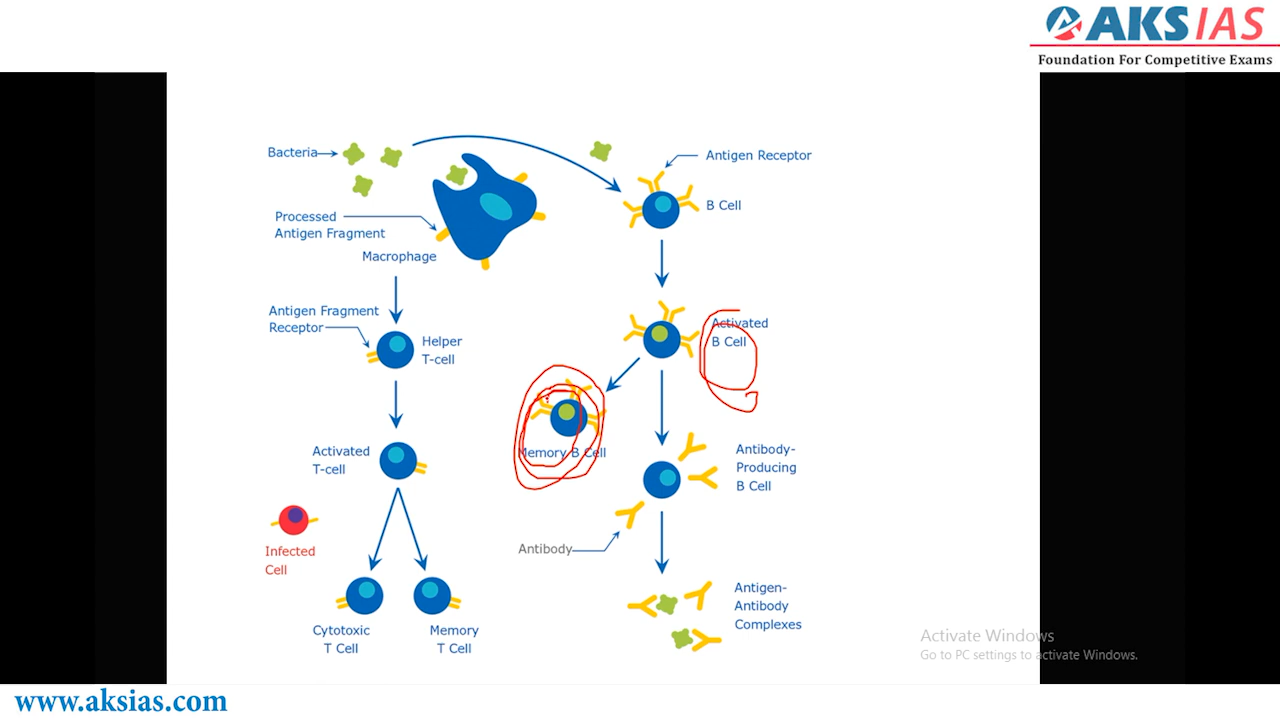 AKS IAS
Foundation For Competitive Exams
Bacteria
Antigen Receptor
B Cell
Processed
Antigen Fragment
Macrophage
Antigen Fragment
Receptor
Helper
T-cell
Activated
B Cell
Memory B Cell
Activated
T-cell
Antibody-
Producing
B Cell
Infected
Cell
Antibody
Antigen-
Antibody
Complexes
Cytotoxic
T Cell
Memory
T Cell
Activate Windows
Go to PC settings to activate Windows.
www.aksias.com